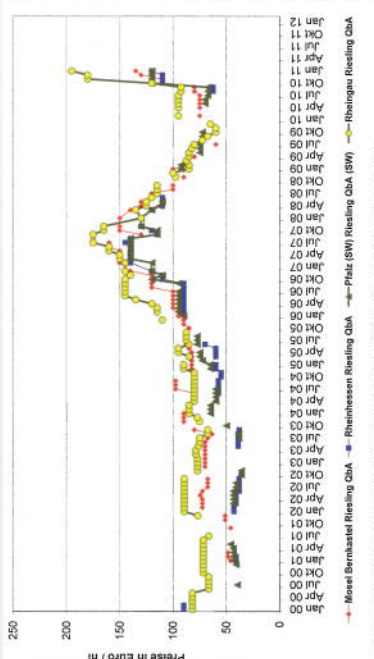 Preise in Euro / hl
250
200
150
100
50
0
Jan 00
Apr 00
Jul 00
Okt 00
Jan 01
Apr 01
Jul 01
Okt 01
Jan 02
Apr 02
Jul 02
Okt 02
Jan 03
Apr 03
Jul 03
Okt 03
Jan 04
Apr 04
Jul 04
Okt 04
Jan 05
Apr 05
Jul 05
Okt 05
Jan 06
Apr 06
Jul 06
Okt 06
Jan 07
Apr 07
Jul 07
Okt 07
Jan 08
Apr 08
Jul 08
Okt 08
Jan 09
Apr 09
Jul 09
Okt 09
Jan 10
Apr 10
Jul 10
Okt 10
Jan 11
Apr 11
Jul 11
Okt 11
Jan 12
Mosel Bernkastel Riesling QbA
Rheinhessen Riesling QbA
Pfalz (SW) Riesling QbA (SW)
Rheingau Riesling QbA